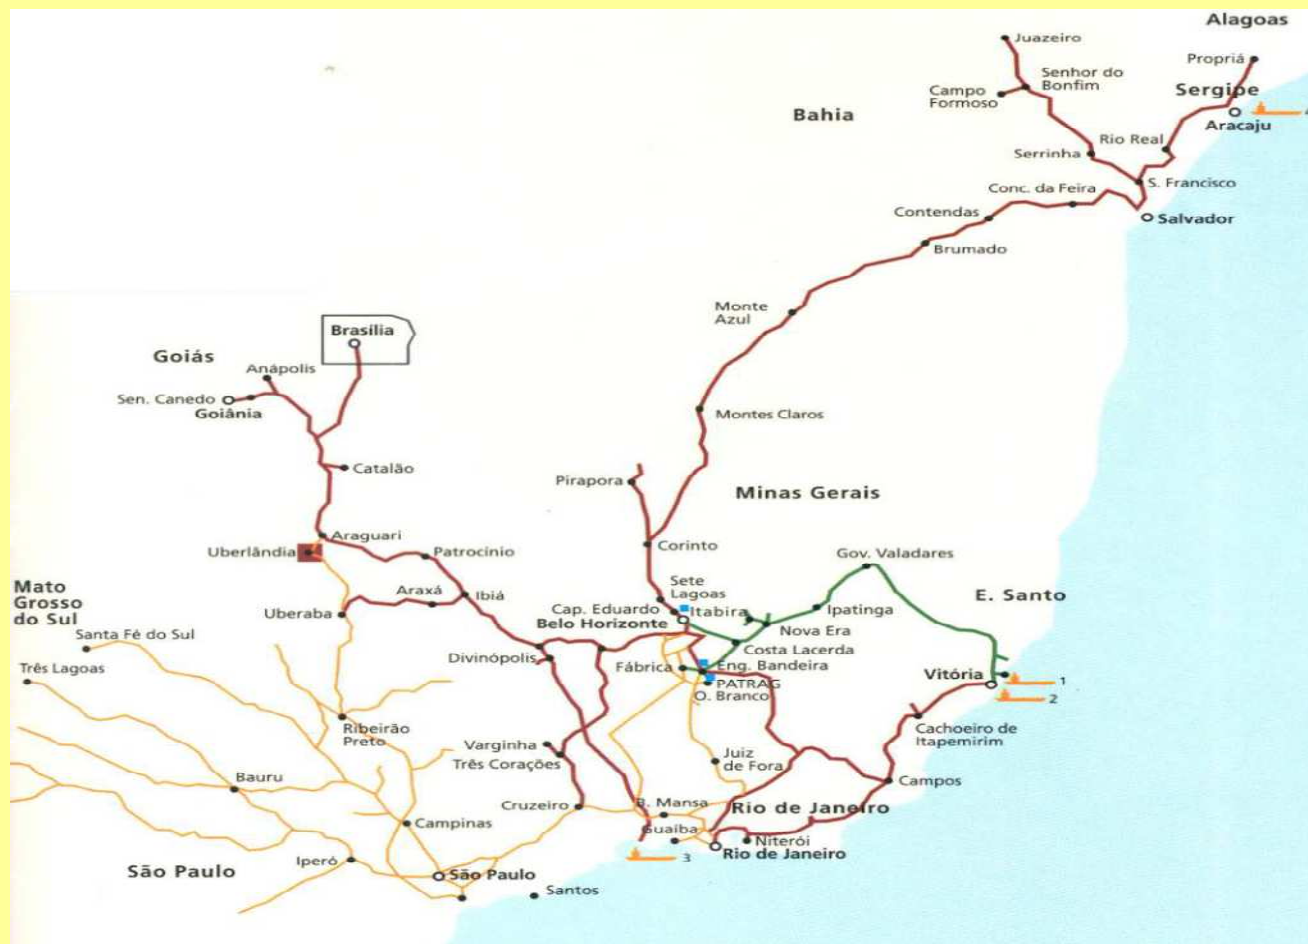 Alagoas
Juazeiro
Propriá
Senhor do
Bonfim
Campo
Formoso
Sergipe
Bahia
4
Aracaju
Rio Real
Serrinha
S. Francisco
Conc. da Feira
Contendas
Salvador
Brumado
Monte
Azul
Brasília
Goiás
Anápolis
Sen. Canedo
Goiânia
Montes Claros
Catalão
Pirapora
Minas Gerais
Araguari
Uberlândia
Patrocínio
Corinto
Gov. Valadares
Mato
Grosso
do Sul
Sete
Lagoas
E. Santo
Araxá
Ibiá
Uberaba
Cap. Eduardo
Itabira
Ipatinga
Belo Horizonte
Nova Era
Santa Fé do Sul
Costa Lacerda
Divinópolis
Três Lagoas
Fábrica
Eng. Bandeira
Vitória
1
PATRAG
O. Branco
2
Ribeirão
Preto
Cachoeiro de
Itapemirim
Varginha
Três Corações
Juiz
de Fora
Bauru
Campos
Cruzeiro
B. Mansa
Rio de Janeiro
Campinas
Guaiba
Niterói
Rio de Janeiro
3
Iperó
São Paulo
São Paulo
Santos